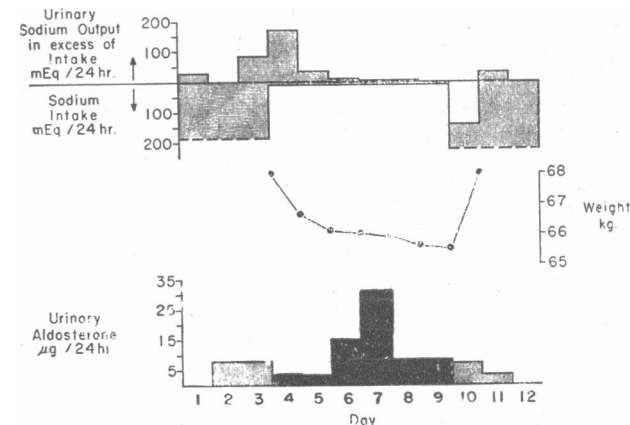 Urinary
Sodium Output
in excess of
Intake
mEq /24 hr.
200
100
Sodium
Intake
mEq/24 hr.
100
200
68
67
66
65
Weight
kg.
Urinary
Aldosterone
μg /24hr
35
25
15
5
1 2 3 4 5 6 7 8 9 10 11 12
Day